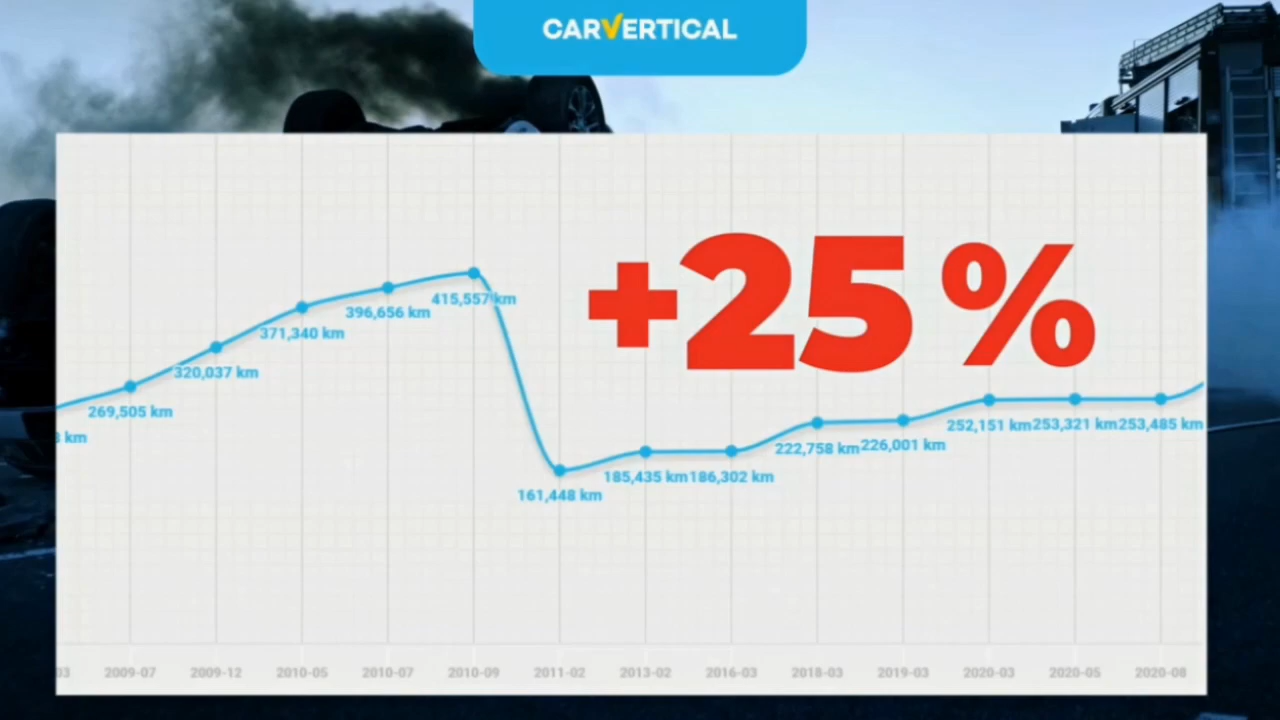 CARVERTICAL
+25%
415,557 km
396,656 km
371,340 km
320,037 km
269,505 km
km
252,151 km 253,321 km 253,485 km
222,758 km 226,001 km
185,435 km 186,302 km
161,448 km
03 2009-07 2009-12 2010-05 2010-07 2010-09 2011-02 2013-02 2016-03 2018-03 2019-03 2020-03 2020-05 2020-08